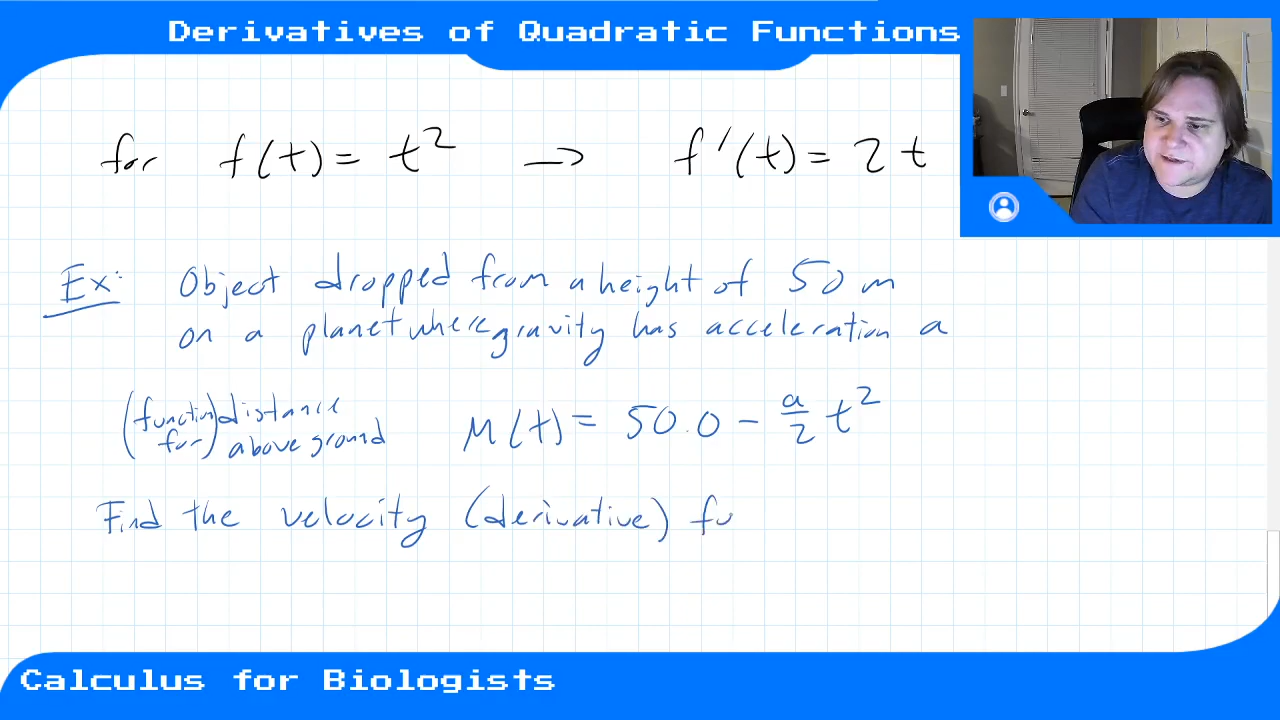 Derivatives of Quadratic Functions
for f(t) = t² → f'(t) = 2t
Ex: Object dropped from a height of 50 m
on a planet where gravity has acceleration a
(function for) distance above ground M(t) = 50.0 - a/2 t²
Find the velocity (derivative) fu
Calculus for Biologists